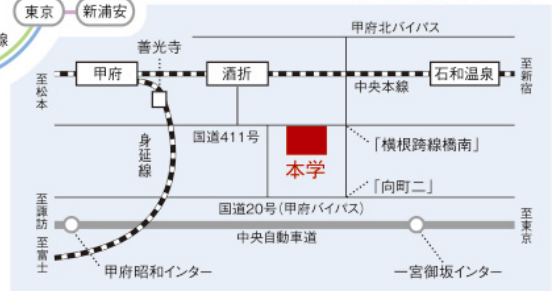 東京
新浦安
線
甲府北バイパス
善光寺
甲府
酒折
石和温泉
至松本
中央本線
至新宿
身延線
国道411号
本学
「横根跨線橋南」
「向町二」
国道20号(甲府バイパス)
至諏訪
中央自動車道
至東京
至富士
甲府昭和インター
一宮御坂インター